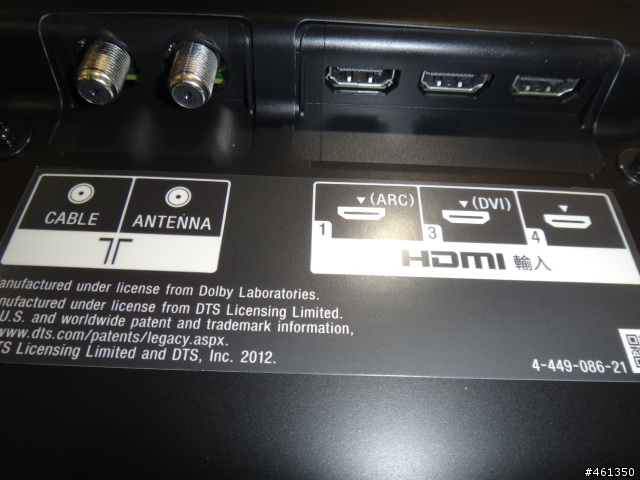 CABLE ANTENNA
(ARC) (DVI)
1 3 4
HDMI 輸入
anufactured under license from Dolby Laboratories.
nufactured under license from DTS Licensing Limited.
U.S. and worldwide patent and trademark information,
www.dts.com/patents/legacy.aspx.
TS Licensing Limited and DTS, Inc. 2012.
4-449-086-21
#461350